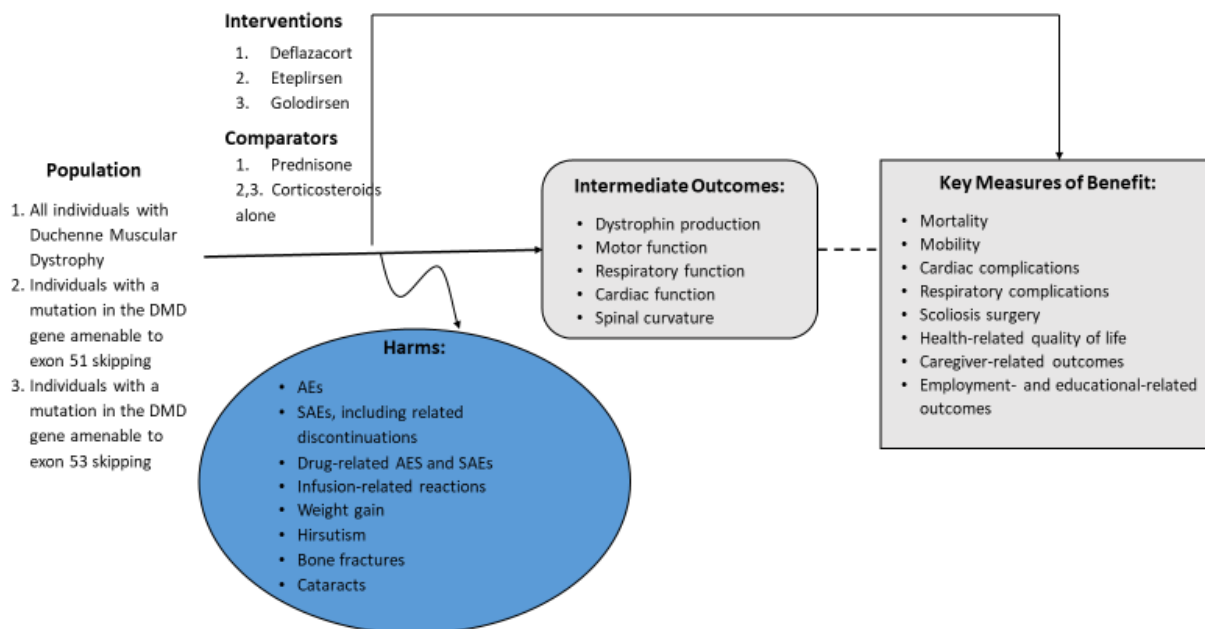 Interventions
1. Deflazacort
2. Eteplirsen
3. Golodirsen
Comparators
1. Prednisone
2,3. Corticosteroids
alone
Population
1. All individuals with
Duchenne Muscular
Dystrophy
2. Individuals with a
mutation in the DMD
gene amenable to
exon 51 skipping
3. Individuals with a
mutation in the DMD
gene amenable to
exon 53 skipping
Intermediate Outcomes:
• Dystrophin production
• Motor function
• Respiratory function
• Cardiac function
• Spinal curvature
Key Measures of Benefit:
• Mortality
• Mobility
• Cardiac complications
• Respiratory complications
• Scoliosis surgery
• Health-related quality of life
• Caregiver-related outcomes
• Employment- and educational-related
outcomes
Harms:
• AEs
• SAEs, including related
discontinuations
• Drug-related AES and SAEs
• Infusion-related reactions
• Weight gain
• Hirsutism
• Bone fractures
• Cataracts